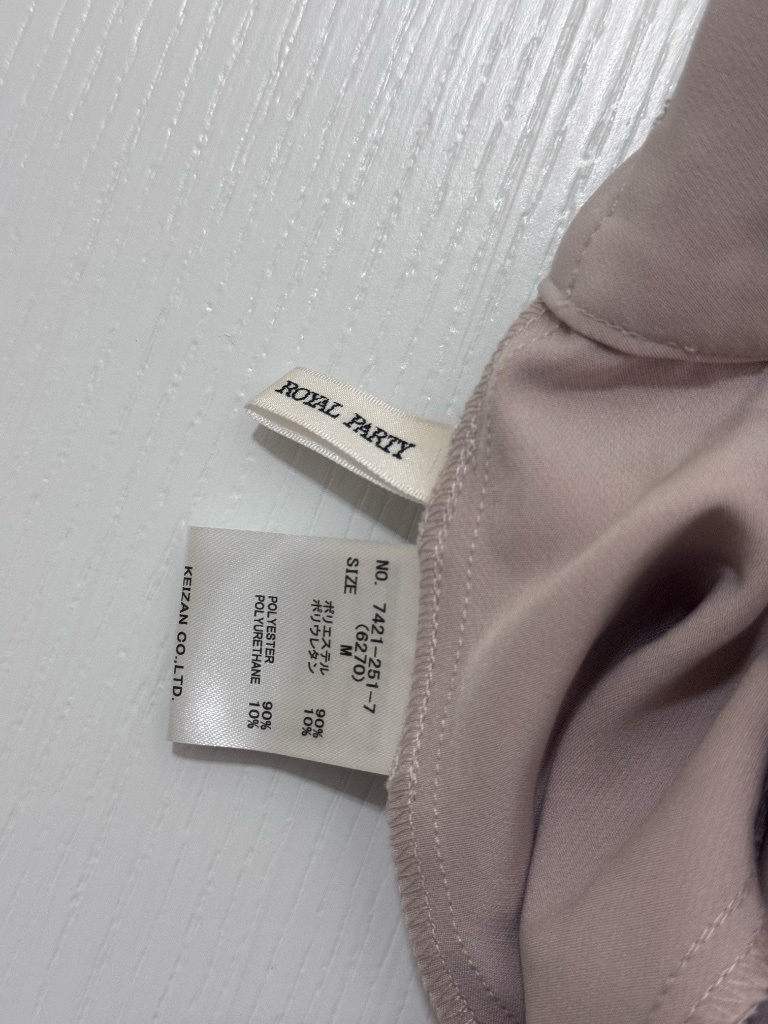 ROYAL PARTY
NO. 7421-251-7
(6270)
SIZE M
ポリエステル 90%
ポリウレタン 10%
POLYESTER 90%
POLYURETHANE 10%
KEIZAN CO.,LTD.